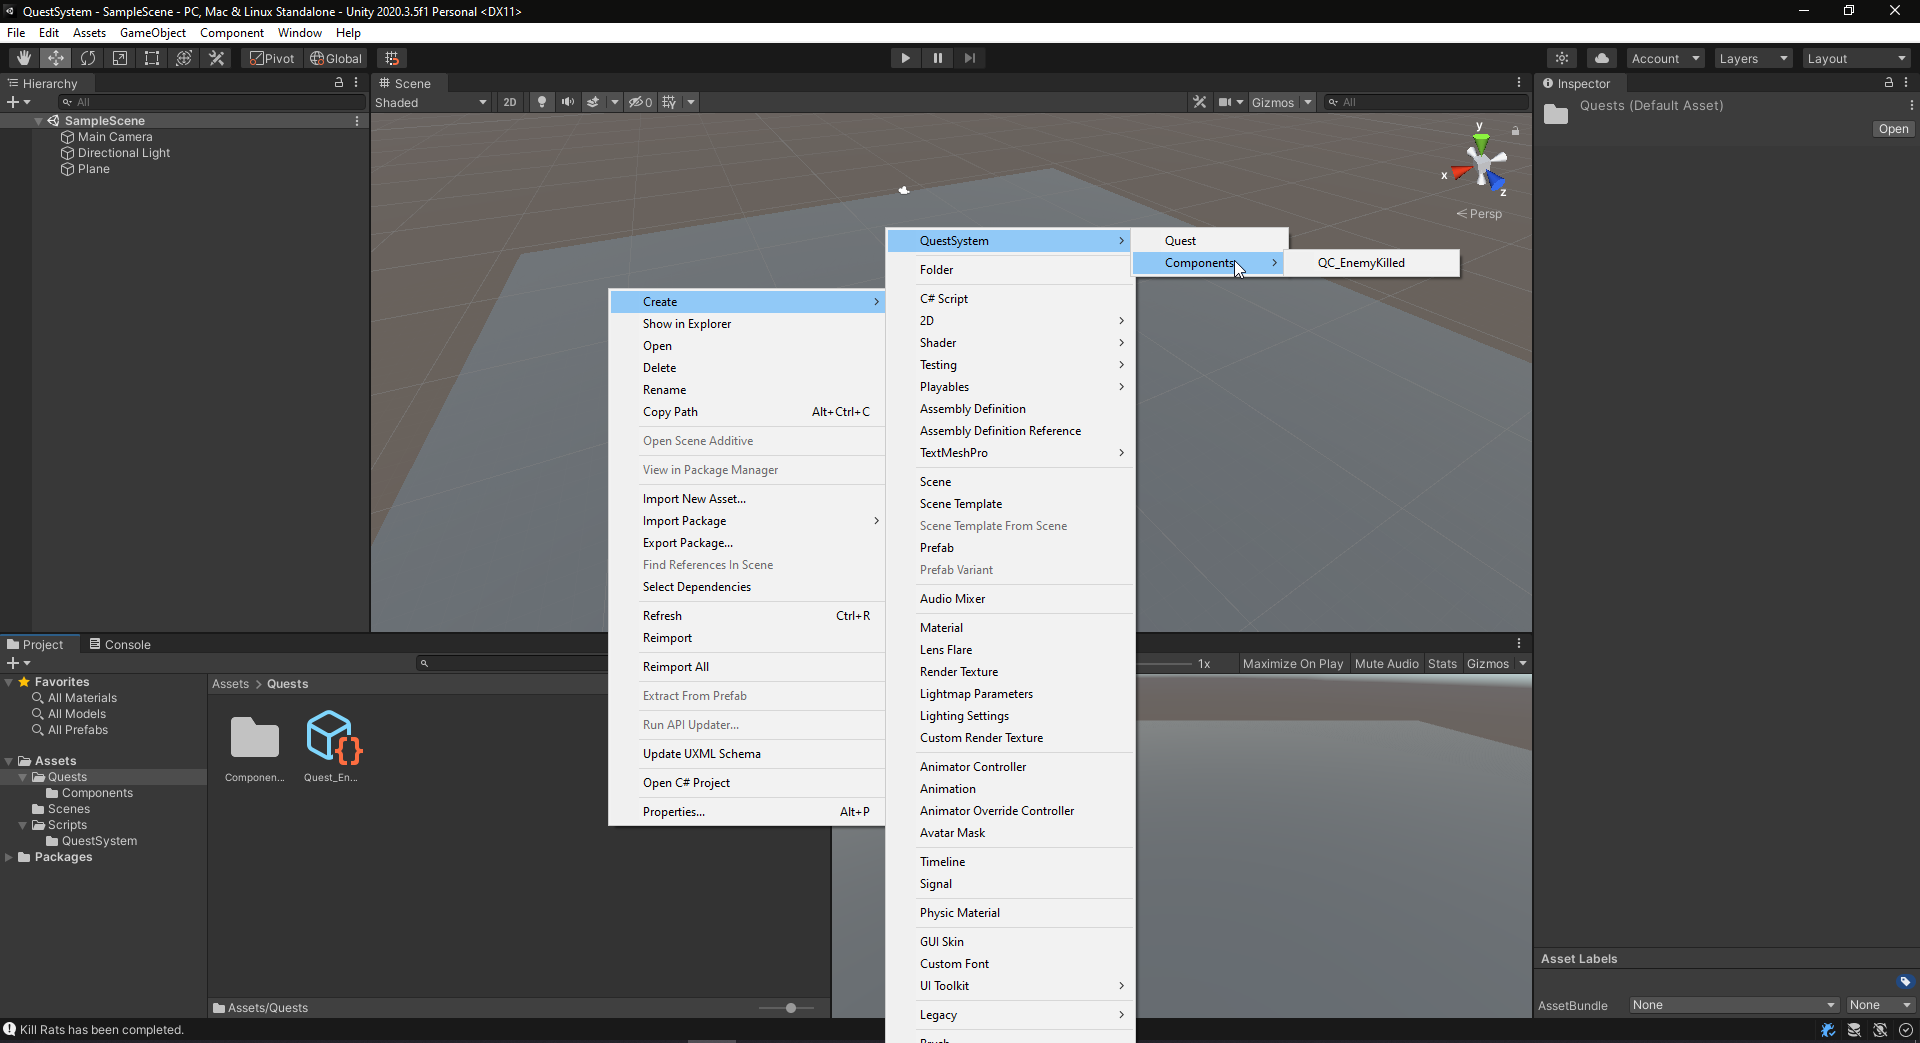 QuestSystem - SampleScene - PC, Mac & Linux Standalone - Unity 2020.3.5f1 Personal <DX11>
File Edit Assets GameObject Component Window Help
Pivot Global
Account Layers Layout
Hierarchy
All
SampleScene
Main Camera
Directional Light
Plane
Scene
Shaded 2D 0 Gizmos All
y
x
z
Persp
Inspector
Quests (Default Asset)
Open
Create
Show in Explorer
Open
Delete
Rename
Copy Path Alt+Ctrl+C
Open Scene Additive
View in Package Manager
Import New Asset...
Import Package
Export Package...
Find References In Scene
Select Dependencies
Refresh Ctrl+R
Reimport
Reimport All
Extract From Prefab
Run API Updater...
Update UXML Schema
Open C# Project
Properties... Alt+P
QuestSystem
Folder
C# Script
2D
Shader
Testing
Playables
Assembly Definition
Assembly Definition Reference
TextMeshPro
Scene
Scene Template
Scene Template From Scene
Prefab
Prefab Variant
Audio Mixer
Material
Lens Flare
Render Texture
Lightmap Parameters
Lighting Settings
Custom Render Texture
Animator Controller
Animation
Animator Override Controller
Avatar Mask
Timeline
Signal
Physic Material
GUI Skin
Custom Font
UI Toolkit
Legacy
Quest
Components
QC_EnemyKilled
Project Console
Favorites
All Materials
All Models
All Prefabs
Assets
Quests
Components
Scenes
Scripts
QuestSystem
Packages
Assets > Quests
Componen...
Quest_En...
Assets/Quests
1x Maximize On Play Mute Audio Stats Gizmos
Asset Labels
AssetBundle None None
Kill Rats has been completed.